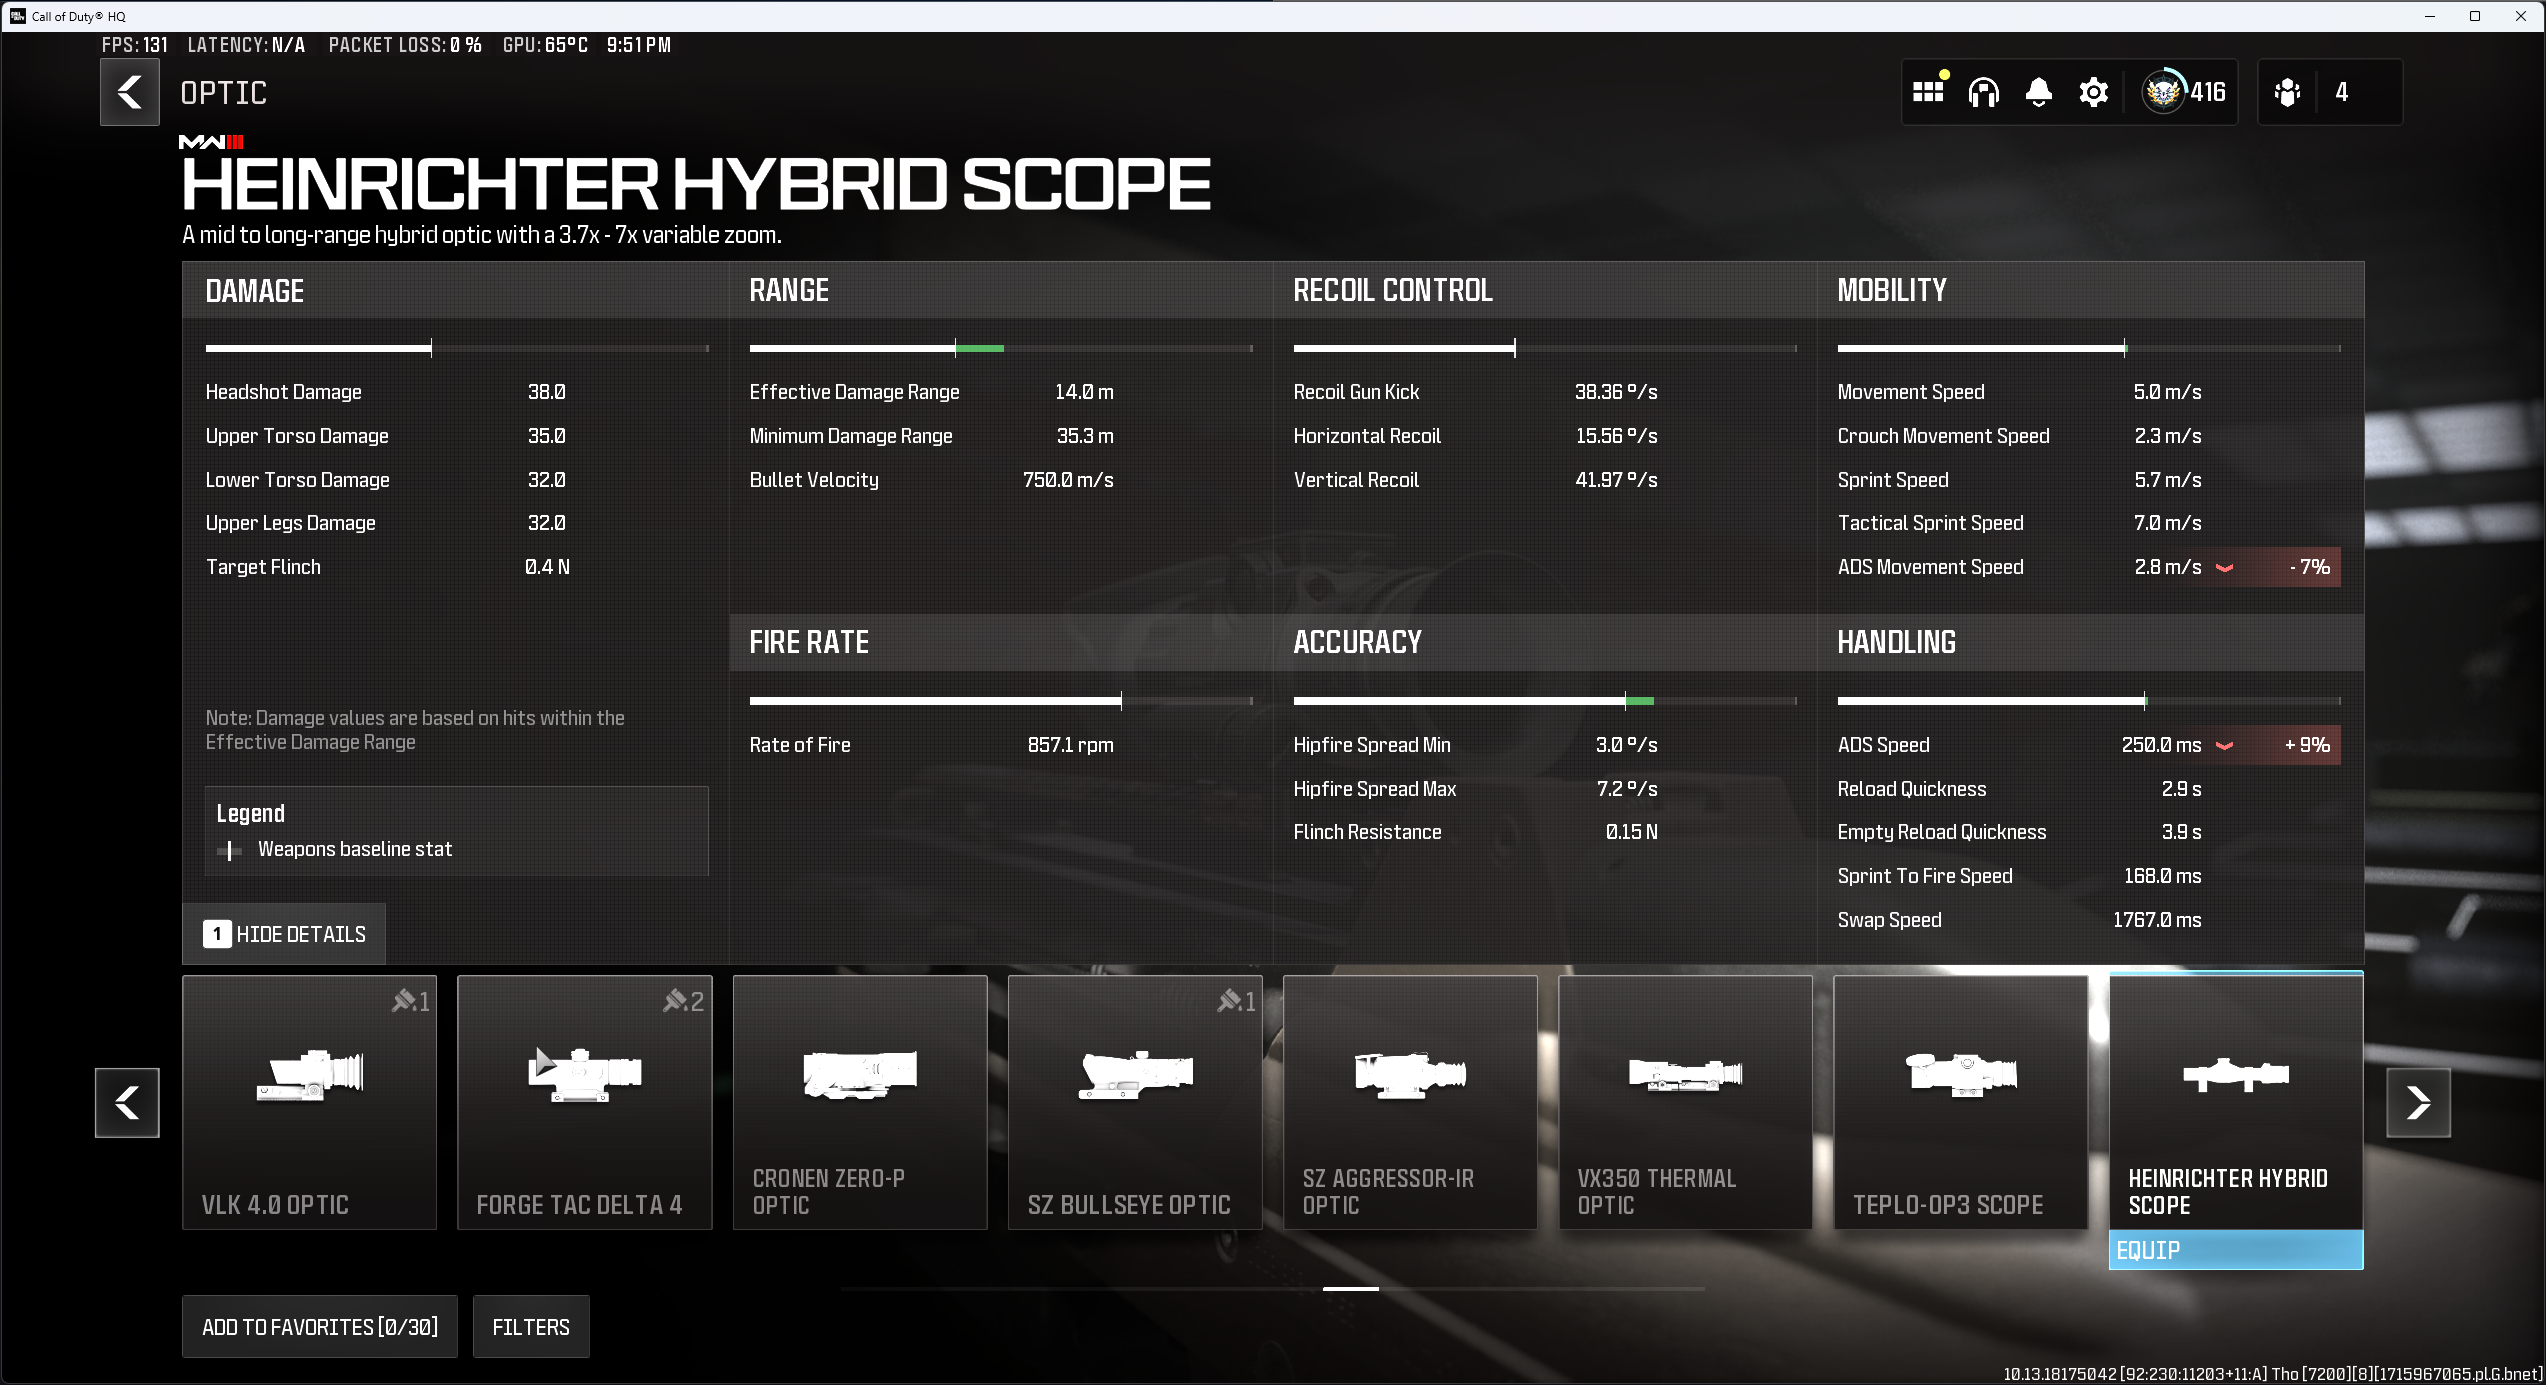 Call of Duty® HQ
FPS: 131 LATENCY: N/A PACKET LOSS: 0 % GPU: 65ºC 9:51 PM
OPTIC
416
4
MWIII
HEINRICHTER HYBRID SCOPE
A mid to long-range hybrid optic with a 3.7x - 7x variable zoom.
DAMAGE
Headshot Damage 38.0
Upper Torso Damage 35.0
Lower Torso Damage 32.0
Upper Legs Damage 32.0
Target Flinch 0.4 N
Note: Damage values are based on hits within the
Effective Damage Range
Legend
Weapons baseline stat
1 HIDE DETAILS
RANGE
Effective Damage Range 14.0 m
Minimum Damage Range 35.3 m
Bullet Velocity 750.0 m/s
FIRE RATE
Rate of Fire 857.1 rpm
RECOIL CONTROL
Recoil Gun Kick 38.36 º/s
Horizontal Recoil 15.56 º/s
Vertical Recoil 41.97 º/s
ACCURACY
Hipfire Spread Min 3.0 º/s
Hipfire Spread Max 7.2 º/s
Flinch Resistance 0.15 N
MOBILITY
Movement Speed 5.0 m/s
Crouch Movement Speed 2.3 m/s
Sprint Speed 5.7 m/s
Tactical Sprint Speed 7.0 m/s
ADS Movement Speed 2.8 m/s - 7%
HANDLING
ADS Speed 250.0 ms + 9%
Reload Quickness 2.9 s
Empty Reload Quickness 3.9 s
Sprint To Fire Speed 168.0 ms
Swap Speed 1767.0 ms
1
VLK 4.0 OPTIC
2
FORGE TAC DELTA 4
CRONEN ZERO-P
OPTIC
1
SZ BULLSEYE OPTIC
SZ AGGRESSOR-IR
OPTIC
VX350 THERMAL
OPTIC
TEPLO-OP3 SCOPE
HEINRICHTER HYBRID
SCOPE
EQUIP
ADD TO FAVORITES [0/30]
FILTERS
10.13.18175042 [92:230:11203+11:A] Tho [7200][8][1715967065.pl.G.bnet]